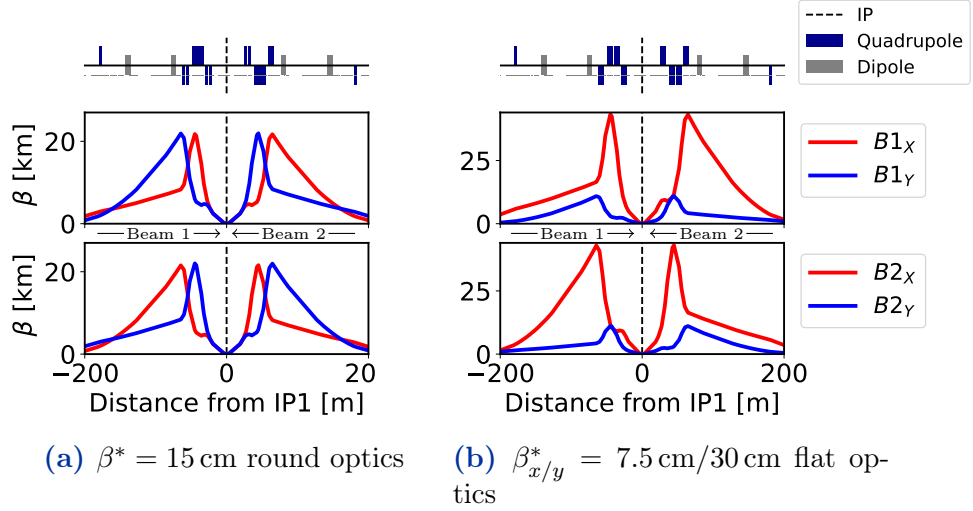 IP
Quadrupole
Dipole
β [km]
20
0
25
0
B1X
B1Y
Beam 1
Beam 2
Beam 1
Beam 2
β [km]
20
0
25
0
B2X
B2Y
−200
0
20
−200
0
200
Distance from IP1 [m]
Distance from IP1 [m]
(a) β* = 15 cm round optics
(b) β*x/y = 7.5 cm/30 cm flat op-
tics